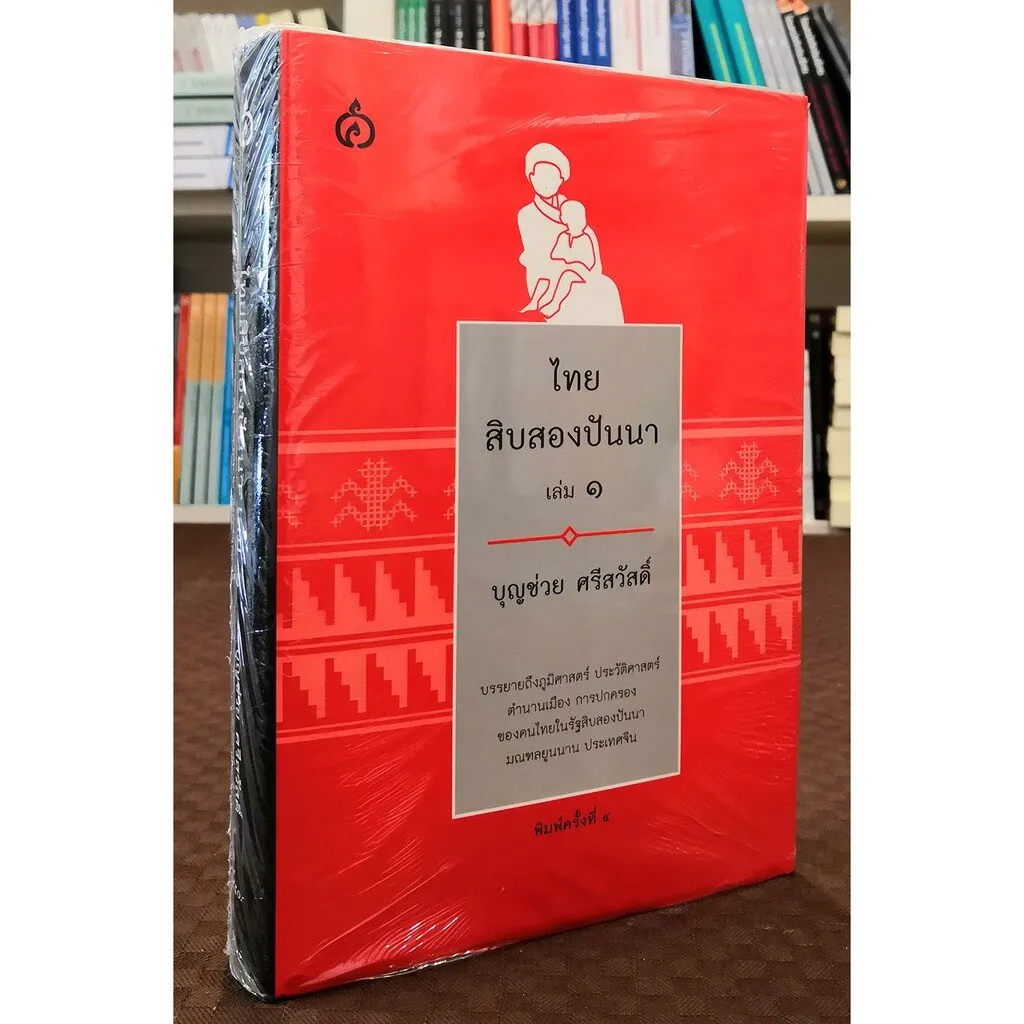 ไทย
สิบสองปันนา
เล่ม ๑
บุญช่วย ศรีสวัสดิ์
บรรยายถึงภูมิศาสตร์ ประวัติศาสตร์
ตำนานเมือง การปกครอง
ของคนไทยในรัฐสิบสองปันนา
มณฑลยูนนาน ประเทศจีน
พิมพ์ครั้งที่ ๔